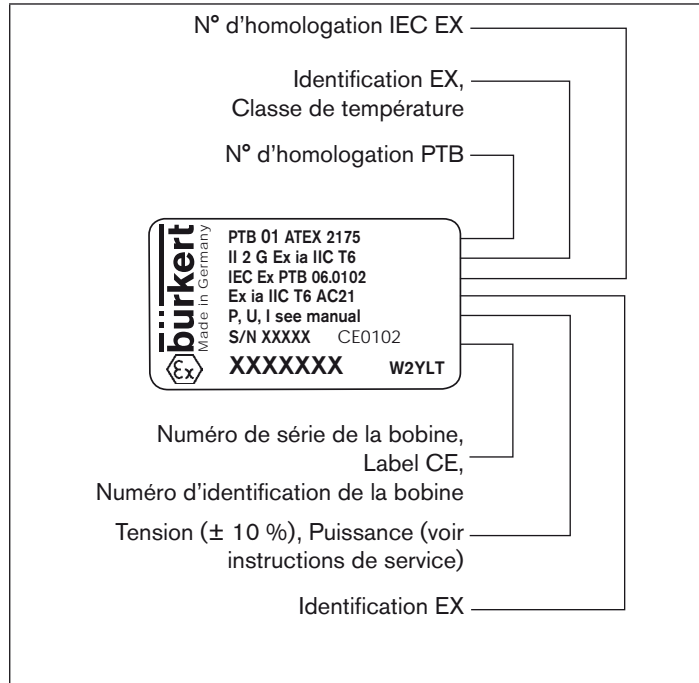 N° d'homologation IEC EX
Identification EX,
Classe de température
N° d'homologation PTB
bürkert
Made in Germany
PTB 01 ATEX 2175
II 2 G Ex ia IIC T6
IEC Ex PTB 06.0102
Ex ia IIC T6 AC21
P, U, I see manual
S/N XXXXX CE0102
Ex
XXXXXXX W2YLT
Numéro de série de la bobine,
Label CE,
Numéro d'identification de la bobine
Tension (± 10 %), Puissance (voir
instructions de service)
Identification EX